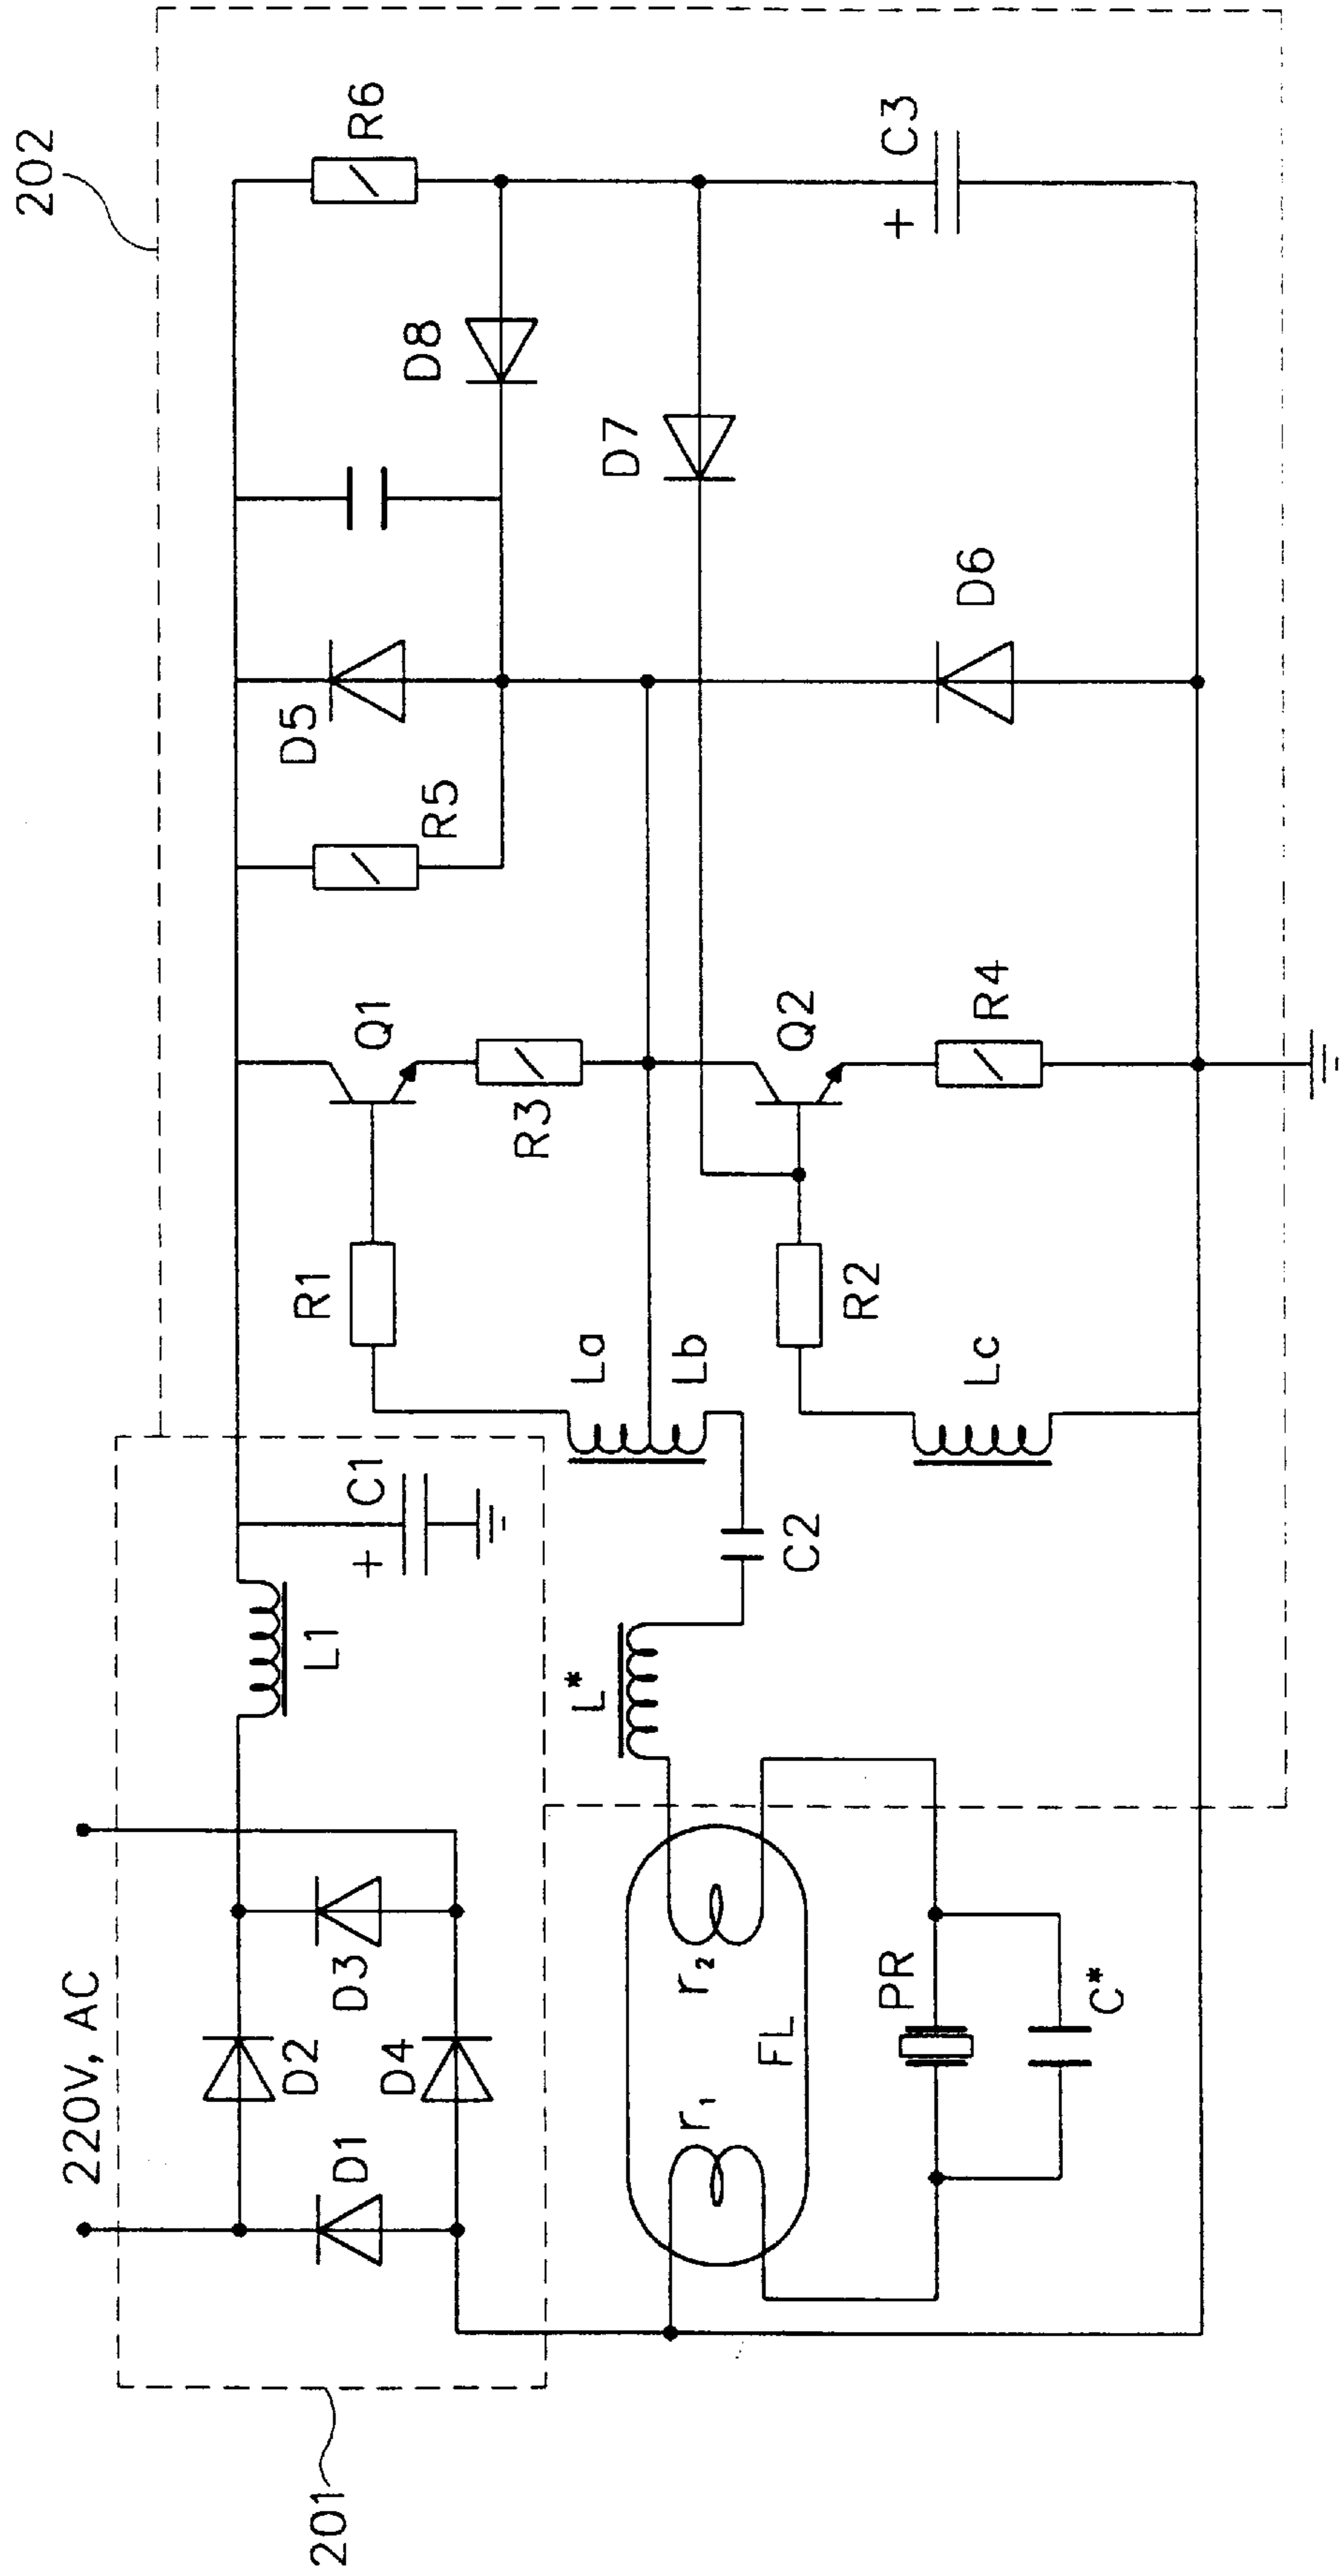 202
R6
C3
+
D8
D7
D5
D6
R5
Q1
Q2
R4
R3
R1
R2
La
Lb
Lc
C1
+
C2
L1
L*
220V, AC
D3
D2
D4
D1
r₂
r₁
FL
PR
C*
201